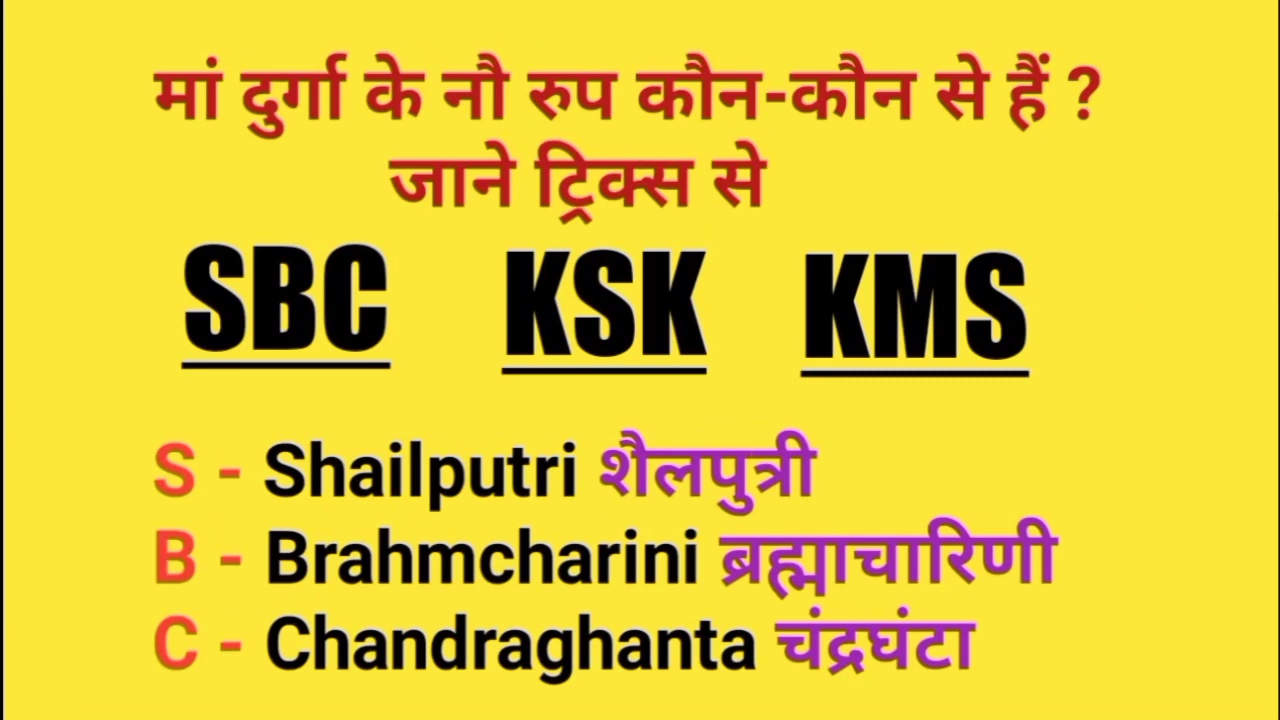 मां दुर्गा के नौ रुप कौन-कौन से हैं ?
जाने ट्रिक्स से
SBC KSK KMS
S - Shailputri शैलपुत्री
B - Brahmcharini ब्रह्माचारिणी
C - Chandraghanta चंद्रघंटा